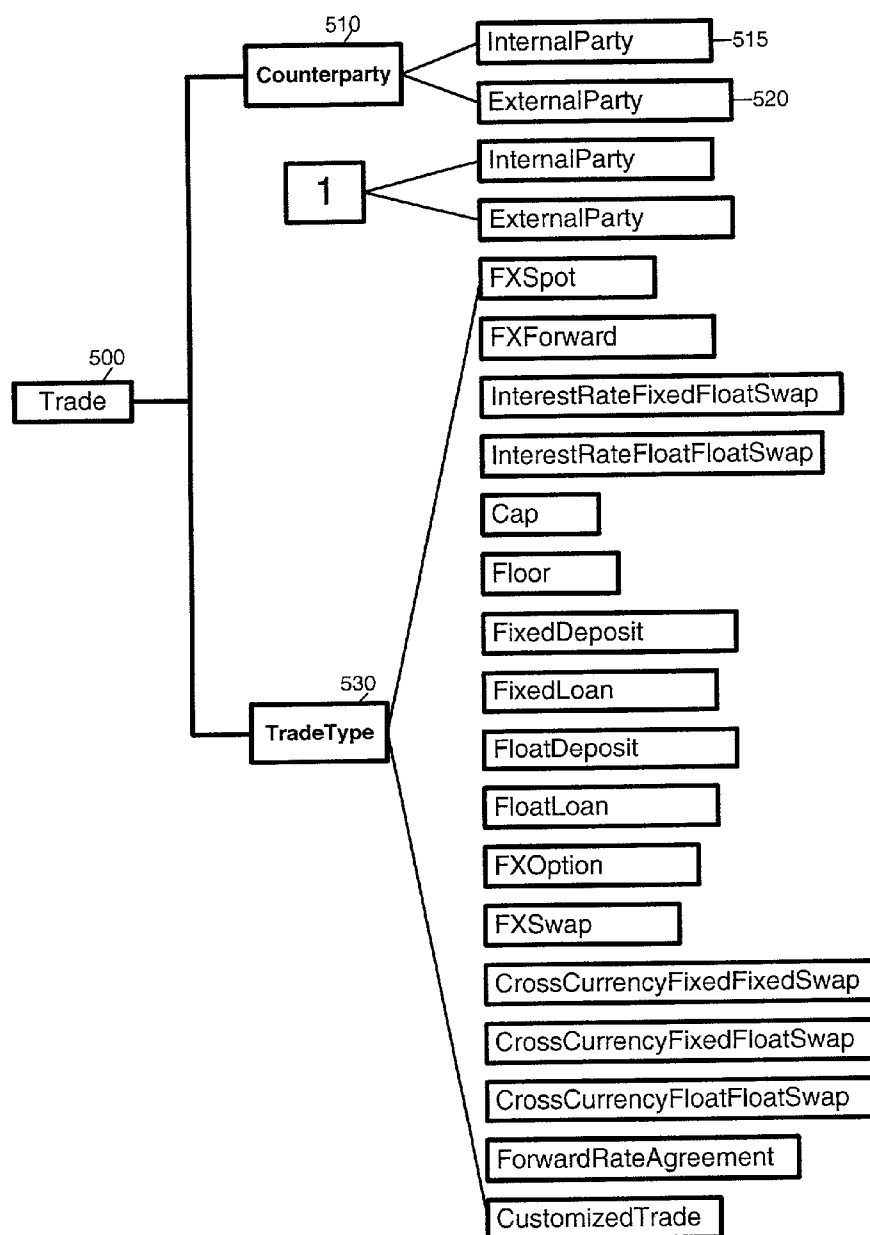 510
Counterparty
InternalParty
515
ExternalParty
520
1
InternalParty
ExternalParty
FXSpot
FXForward
500
Trade
InterestRateFixedFloatSwap
InterestRateFloatFloatSwap
Cap
Floor
FixedDeposit
530
TradeType
FixedLoan
FloatDeposit
FloatLoan
FXOption
FXSwap
CrossCurrencyFixedFixedSwap
CrossCurrencyFixedFloatSwap
CrossCurrencyFloatFloatSwap
ForwardRateAgreement
CustomizedTrade